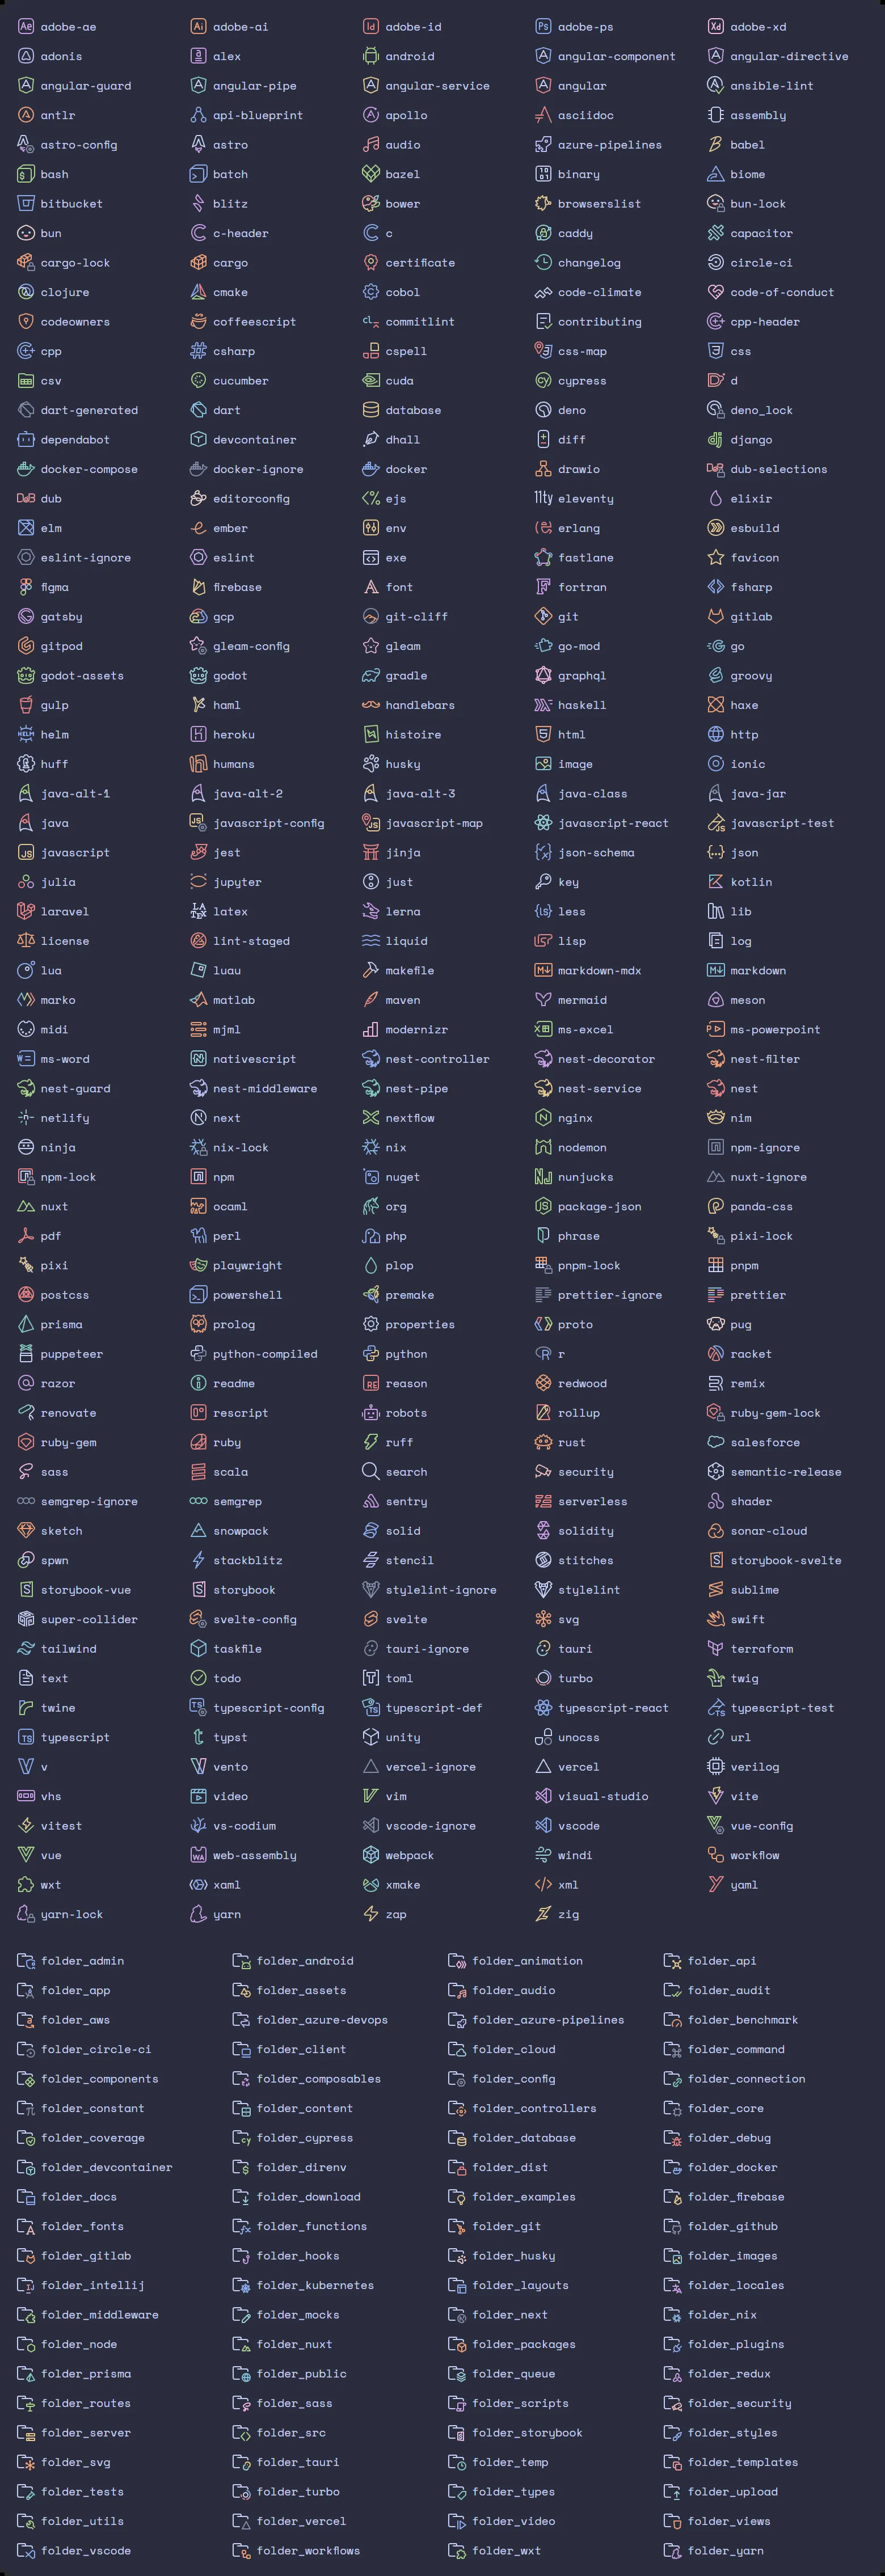 adobe-ae adobe-ai adobe-id adobe-ps adobe-xd
adonis alex android angular-component angular-directive
angular-guard angular-pipe angular-service angular ansible-lint
antlr api-blueprint apollo asciidoc assembly
astro-config astro audio azure-pipelines babel
bash batch bazel binary biome
bitbucket blitz bower browserslist bun-lock
bun c-header c caddy capacitor
cargo-lock cargo certificate changelog circle-ci
clojure cmake cobol code-climate code-of-conduct
codeowners coffeescript commitlint contributing cpp-header
cpp csharp cspell css-map css
csv cucumber cuda cypress d
dart-generated dart database deno deno_lock
dependabot devcontainer dhall diff django
docker-compose docker-ignore docker drawio dub-selections
dub editorconfig ejs eleventy elixir
elm ember env erlang esbuild
eslint-ignore eslint exe fastlane favicon
figma firebase font fortran fsharp
gatsby gcp git-cliff git gitlab
gitpod gleam-config gleam go-mod go
godot-assets godot gradle graphql groovy
gulp haml handlebars haskell haxe
helm heroku histoire html http
huff humans husky image ionic
java-alt-1 java-alt-2 java-alt-3 java-class java-jar
java javascript-config javascript-map javascript-react javascript-test
javascript jest jinja json-schema json
julia jupyter just key kotlin
laravel latex lerna less lib
license lint-staged liquid lisp log
lua luau makefile markdown-mdx markdown
marko matlab maven mermaid meson
midi mjml modernizr ms-excel ms-powerpoint
ms-word nativescript nest-controller nest-decorator nest-filter
nest-guard nest-middleware nest-pipe nest-service nest
netlify next nextflow nginx nim
ninja nix-lock nix nodemon npm-ignore
npm-lock npm nuget nunjucks nuxt-ignore
nuxt ocaml org package-json panda-css
pdf perl php phrase pixi-lock
pixi playwright plop pnpm-lock pnpm
postcss powershell premake prettier-ignore prettier
prisma prolog properties proto pug
puppeteer python-compiled python r racket
razor readme reason redwood remix
renovate rescript robots rollup ruby-gem-lock
ruby-gem ruby ruff rust salesforce
sass scala search security semantic-release
semgrep-ignore semgrep sentry serverless shader
sketch snowpack solid solidity sonar-cloud
spwn stackblitz stencil stitches storybook-svelte
storybook-vue storybook stylelint-ignore stylelint sublime
super-collider svelte-config svelte svg swift
tailwind taskfile tauri-ignore tauri terraform
text todo toml turbo twig
twine typescript-config typescript-def typescript-react typescript-test
typescript typst unity unocss url
v vento vercel-ignore vercel verilog
vhs video vim visual-studio vite
vitest vs-codium vscode-ignore vscode vue-config
vue web-assembly webpack windi workflow
wxt xaml xmake xml yaml
yarn-lock yarn zap zig
folder_admin folder_android folder_animation folder_api
folder_app folder_assets folder_audio folder_audit
folder_aws folder_azure-devops folder_azure-pipelines folder_benchmark
folder_circle-ci folder_client folder_cloud folder_command
folder_components folder_composables folder_config folder_connection
folder_constant folder_content folder_controllers folder_core
folder_coverage folder_cypress folder_database folder_debug
folder_devcontainer folder_direnv folder_dist folder_docker
folder_docs folder_download folder_examples folder_firebase
folder_fonts folder_functions folder_git folder_github
folder_gitlab folder_hooks folder_husky folder_images
folder_intellij folder_kubernetes folder_layouts folder_locales
folder_middleware folder_mocks folder_next folder_nix
folder_node folder_nuxt folder_packages folder_plugins
folder_prisma folder_public folder_queue folder_redux
folder_routes folder_sass folder_scripts folder_security
folder_server folder_src folder_storybook folder_styles
folder_svg folder_tauri folder_temp folder_templates
folder_tests folder_turbo folder_types folder_upload
folder_utils folder_vercel folder_video folder_views
folder_vscode folder_workflows folder_wxt folder_yarn